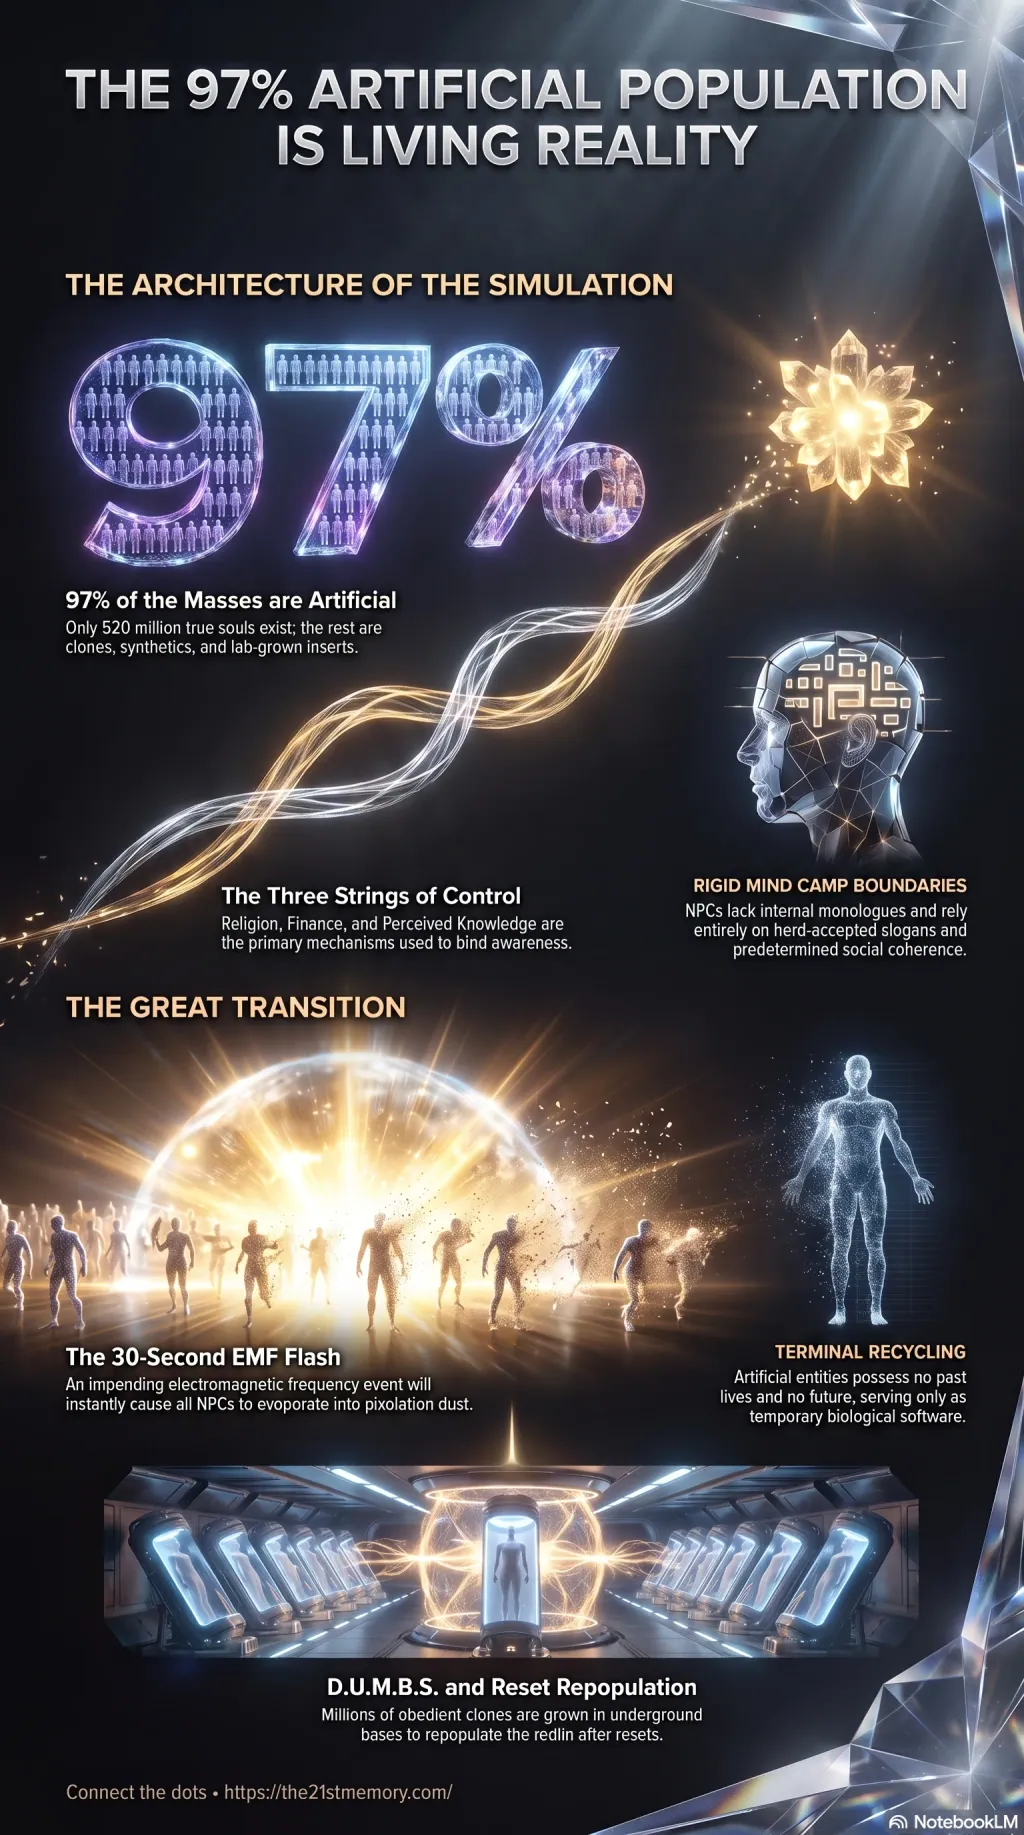 THE 97% ARTIFICIAL POPULATION
IS LIVING REALITY
THE ARCHITECTURE OF THE SIMULATION
97%
97% of the Masses are Artificial
Only 520 million true souls exist; the rest are
clones, synthetics, and lab-grown inserts.
The Three Strings of Control
Religion, Finance, and Perceived Knowledge are
the primary mechanisms used to bind awareness.
RIGID MIND CAMP BOUNDARIES
NPCs lack internal monologues and rely
entirely on herd-accepted slogans and
predetermined social coherence.
THE GREAT TRANSITION
The 30-Second EMF Flash
An impending electromagnetic frequency event will
instantly cause all NPCs to evoporate into pixolation dust.
TERMINAL RECYCLING
Artificial entities possess no past
lives and no future, serving only as
temporary biological software.
D.U.M.B.S. and Reset Repopulation
Millions of obedient clones are grown in underground
bases to repopulate the redlin after resets.
Connect the dots • https://the21stmemory.com/
NotebookLM